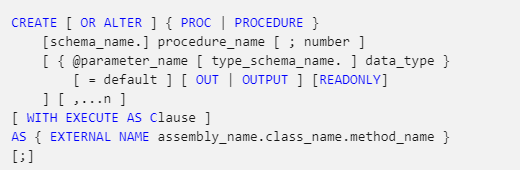 CREATE [ OR ALTER ] { PROC | PROCEDURE }
    [schema_name.] procedure_name [ ; number ]
    [ { @parameter_name [ type_schema_name. ] data_type }
        [ = default ] [ OUT | OUTPUT ] [READONLY]
    ] [ ,...n ]
[ WITH EXECUTE AS Clause ]
AS { EXTERNAL NAME assembly_name.class_name.method_name }
[;]